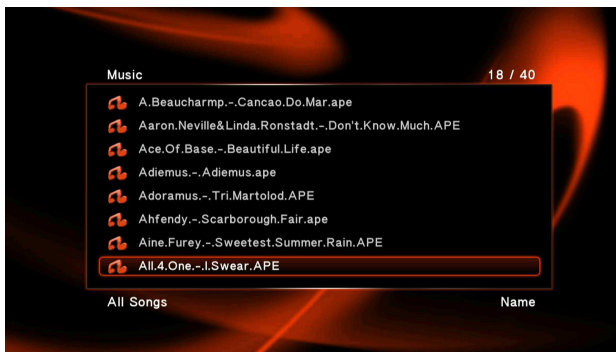 Music 18 / 40
A.Beaucharmp.-.Cancao.Do.Mar.ape
Aaron.Neville&Linda.Ronstadt.-.Don't.Know.Much.APE
Ace.Of.Base.-.Beautiful.Life.ape
Adiemus.-.Adiemus.ape
Adoramus.-.Tri.Martolod.APE
Ahfendy.-.Scarborough.Fair.ape
Aine.Furey.-.Sweetest.Summer.Rain.APE
All.4.One.-.I.Swear.APE
All Songs Name